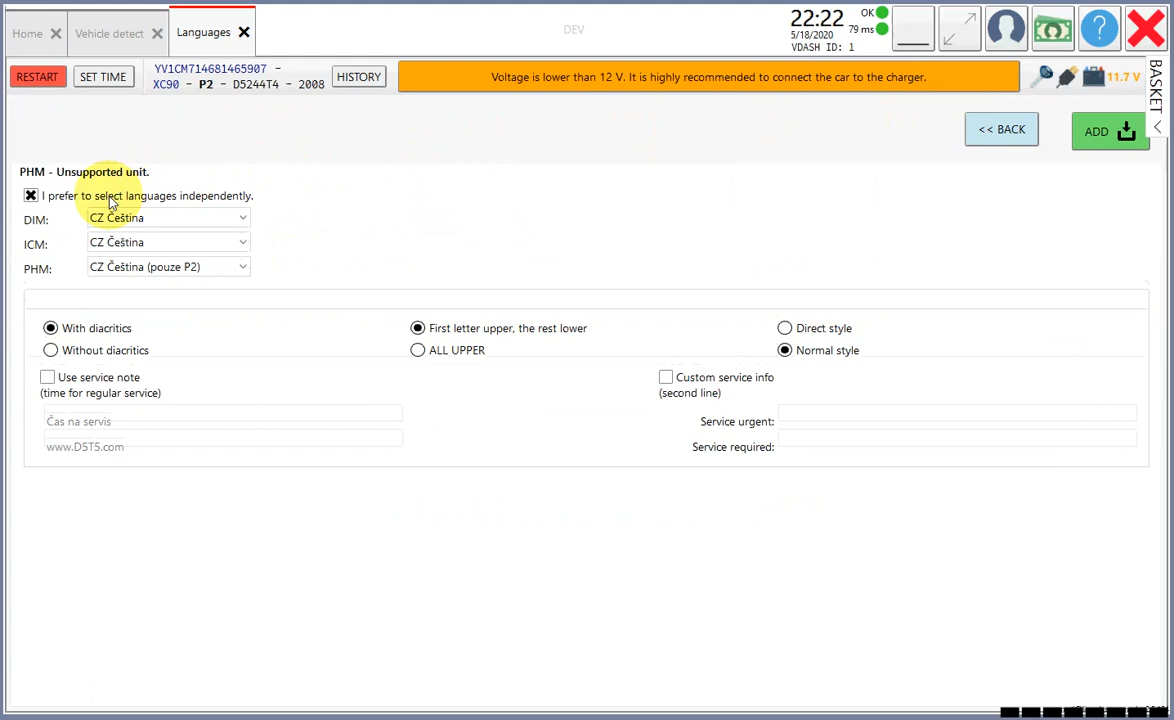 Home
Vehicle detect
Languages
DEV
22:22
5/18/2020
VDASH ID: 1
OK
79 ms
RESTART
SET TIME
YV1CM714681465907 -
XC90 - P2 - D5244T4 - 2008
HISTORY
Voltage is lower than 12 V. It is highly recommended to connect the car to the charger.
11.7 V
BASKET
<< BACK
ADD
PHM - Unsupported unit.
I prefer to select languages independently.
DIM: CZ Čeština
ICM: CZ Čeština
PHM: CZ Čeština (pouze P2)
With diacritics
First letter upper, the rest lower
Direct style
Without diacritics
ALL UPPER
Normal style
Use service note
(time for regular service)
Custom service info
(second line)
Čas na servis
Service urgent:
www.D5T5.com
Service required: